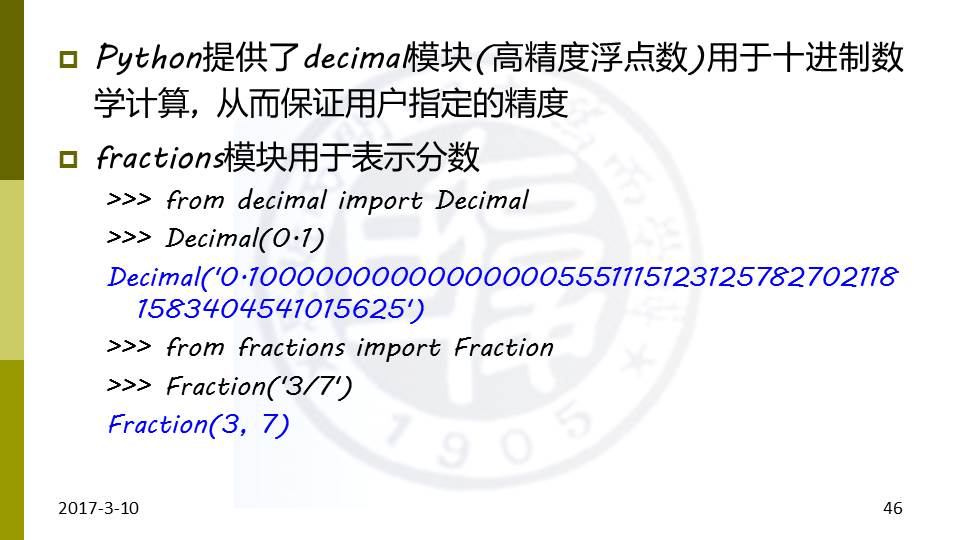 Python提供了decimal模块(高精度浮点数)用于十进制数
学计算，从而保证用户指定的精度
fractions模块用于表示分数
>>> from decimal import Decimal
>>> Decimal(0.1)
Decimal('0.100000000000000005551115123125782702118
1583404541015625')
>>> from fractions import Fraction
>>> Fraction('3/7')
Fraction(3, 7)
1905
2017-3-10
46